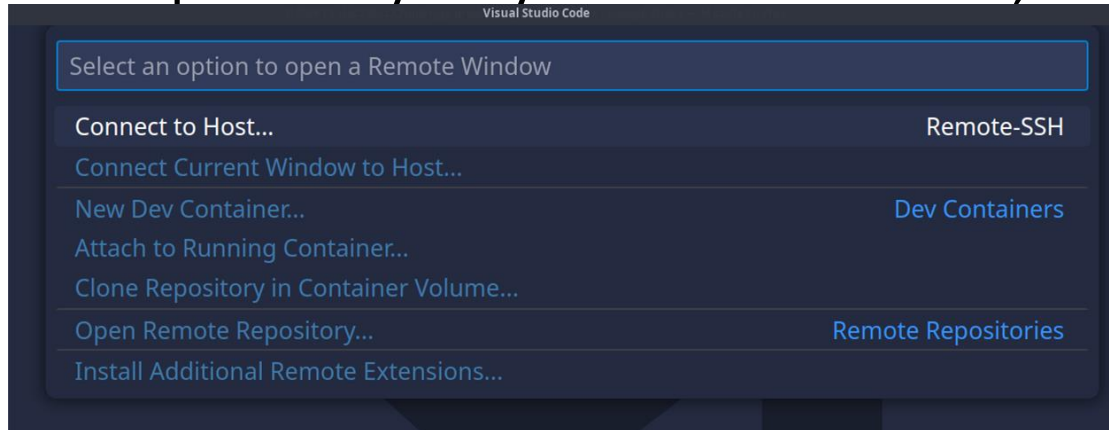 Visual Studio Code
Select an option to open a Remote Window
Connect to Host... Remote-SSH
Connect Current Window to Host...
New Dev Container... Dev Containers
Attach to Running Container...
Clone Repository in Container Volume...
Open Remote Repository... Remote Repositories
Install Additional Remote Extensions...